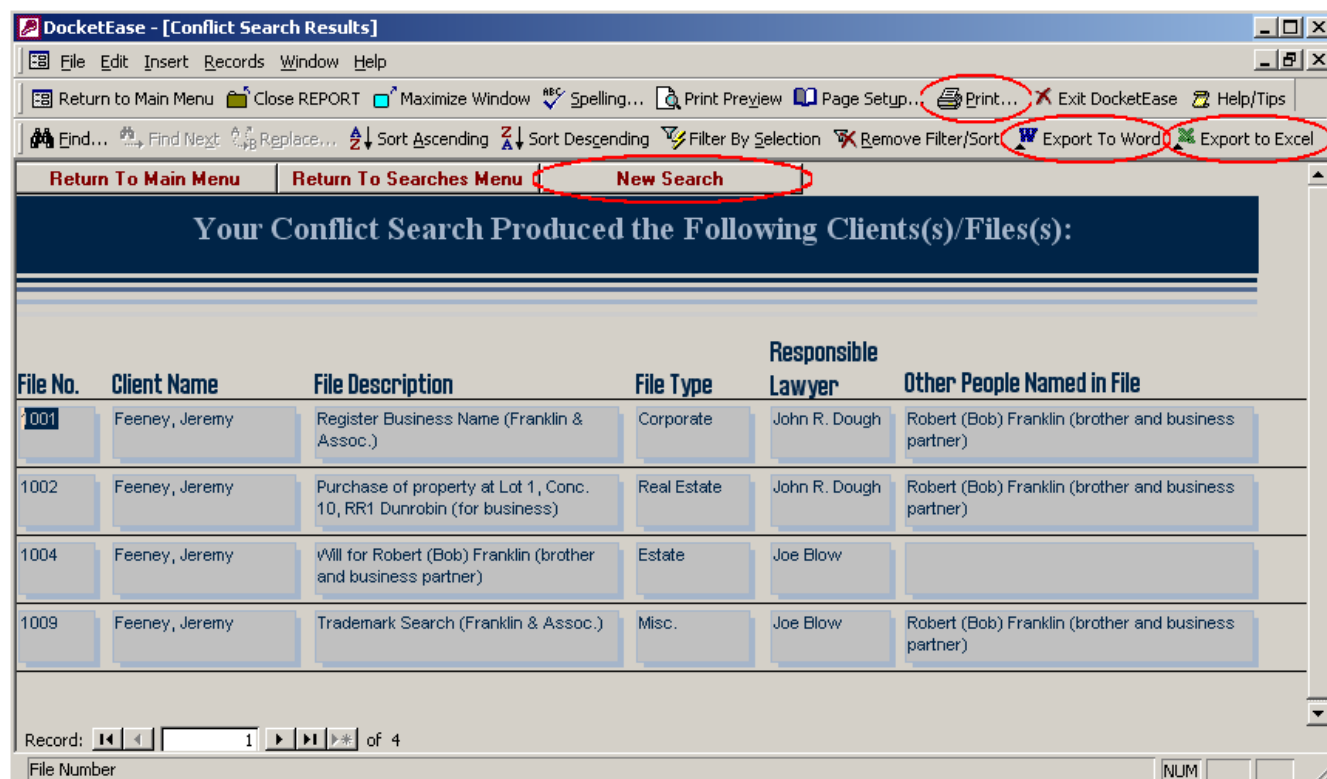 DocketEase - [Conflict Search Results]
File Edit Insert Records Window Help
Return to Main Menu Close REPORT Maximize Window ABC Spelling... Print Preview Page Setup... Print... Exit DocketEase Help/Tips
Find... Find Next Replace... Sort Ascending Sort Descending Filter By Selection Remove Filter/Sort Export To Word Export to Excel
Return To Main Menu Return To Searches Menu New Search
Your Conflict Search Produced the Following Clients(s)/Files(s):
Responsible
File No. Client Name File Description File Type Lawyer Other People Named in File
1001 Feeney, Jeremy Register Business Name (Franklin & Corporate John R. Dough Robert (Bob) Franklin (brother and business
Assoc.) partner)
1002 Feeney, Jeremy Purchase of property at Lot 1, Conc. Real Estate John R. Dough Robert (Bob) Franklin (brother and business
10, RR1 Dunrobin (for business) partner)
1004 Feeney, Jeremy Will for Robert (Bob) Franklin (brother Estate Joe Blow
and business partner)
1009 Feeney, Jeremy Trademark Search (Franklin & Assoc.) Misc. Joe Blow Robert (Bob) Franklin (brother and business
partner)
Record: 1 of 4
File Number NUM